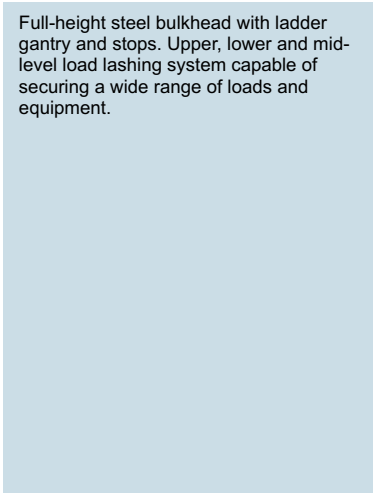 Full-height steel bulkhead with ladder
gantry and stops. Upper, lower and mid-
level load lashing system capable of
securing a wide range of loads and
equipment.